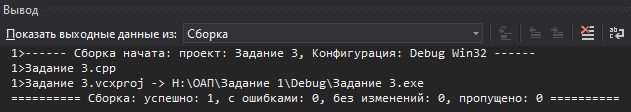 Вывод
Показать выходные данные из: Сборка
1>------ Сборка начата: проект: Задание 3, Конфигурация: Debug Win32 ------
1>Задание 3.cpp
1>Задание 3.vcxproj -> H:\ОАП\Задание 1\Debug\Задание 3.exe
========== Сборка: успешно: 1, с ошибками: 0, без изменений: 0, пропущено: 0 ==========